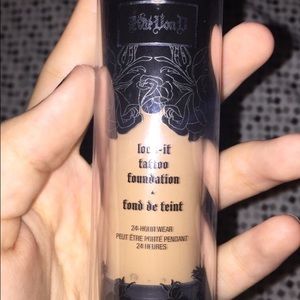 Kat Von D
lock-it
tattoo
foundation
fond de teint
24-HOUR WEAR
PEUT ÊTRE PORTÉ PENDANT
24 HEURES